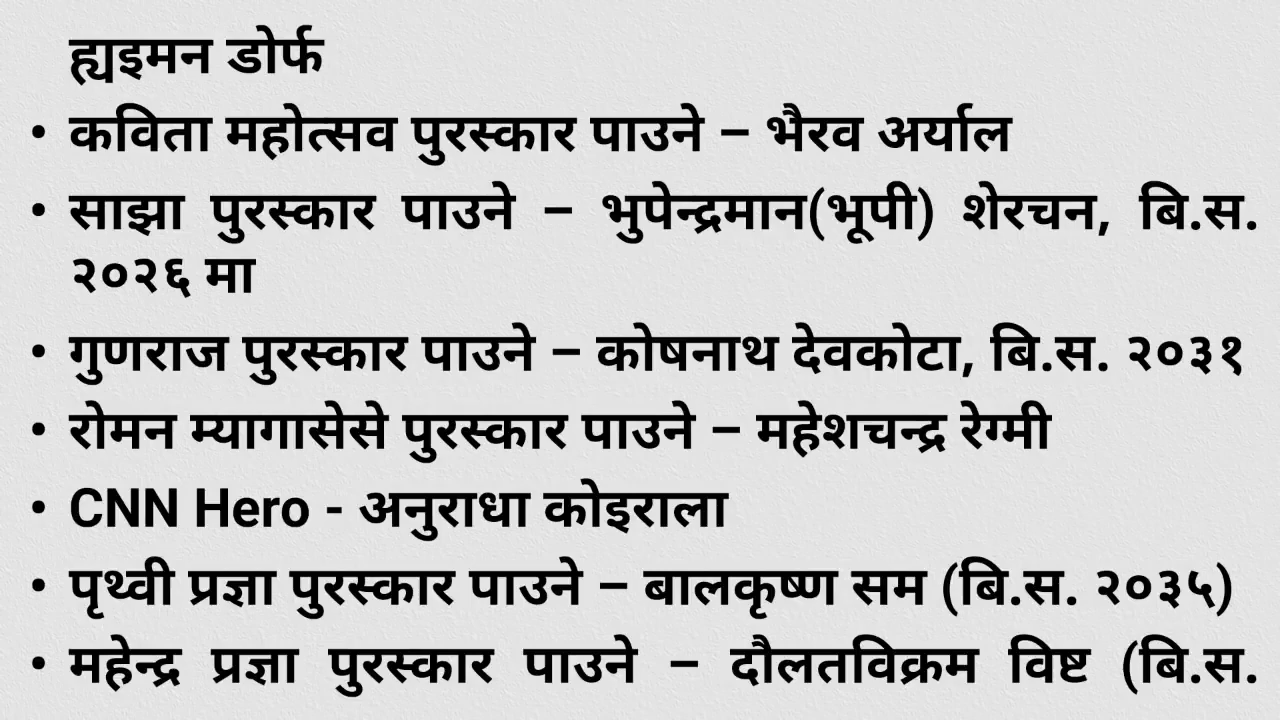 ह्यइमन डोर्फ
• कविता महोत्सव पुरस्कार पाउने – भैरव अर्याल
• साझा पुरस्कार पाउने – भुपेन्द्रमान(भूपी) शेरचन, बि.स.
२०२६ मा
• गुणराज पुरस्कार पाउने – कोषनाथ देवकोटा, बि.स. २०३१
• रोमन म्यागासेसे पुरस्कार पाउने – महेशचन्द्र रेग्मी
• CNN Hero - अनुराधा कोइराला
• पृथ्वी प्रज्ञा पुरस्कार पाउने – बालकृष्ण सम (बि.स. २०३५)
• महेन्द्र प्रज्ञा पुरस्कार पाउने – दौलतविक्रम विष्ट (बि.स.